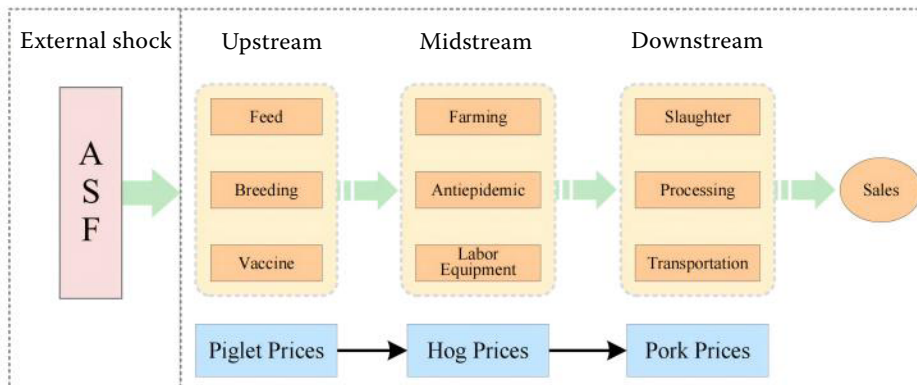 External shock
Upstream
Midstream
Downstream
A
S
F
Feed
Farming
Slaughter
Breeding
Antiepidemic
Processing
Sales
Vaccine
Labor
Equipment
Transportation
Piglet Prices
Hog Prices
Pork Prices